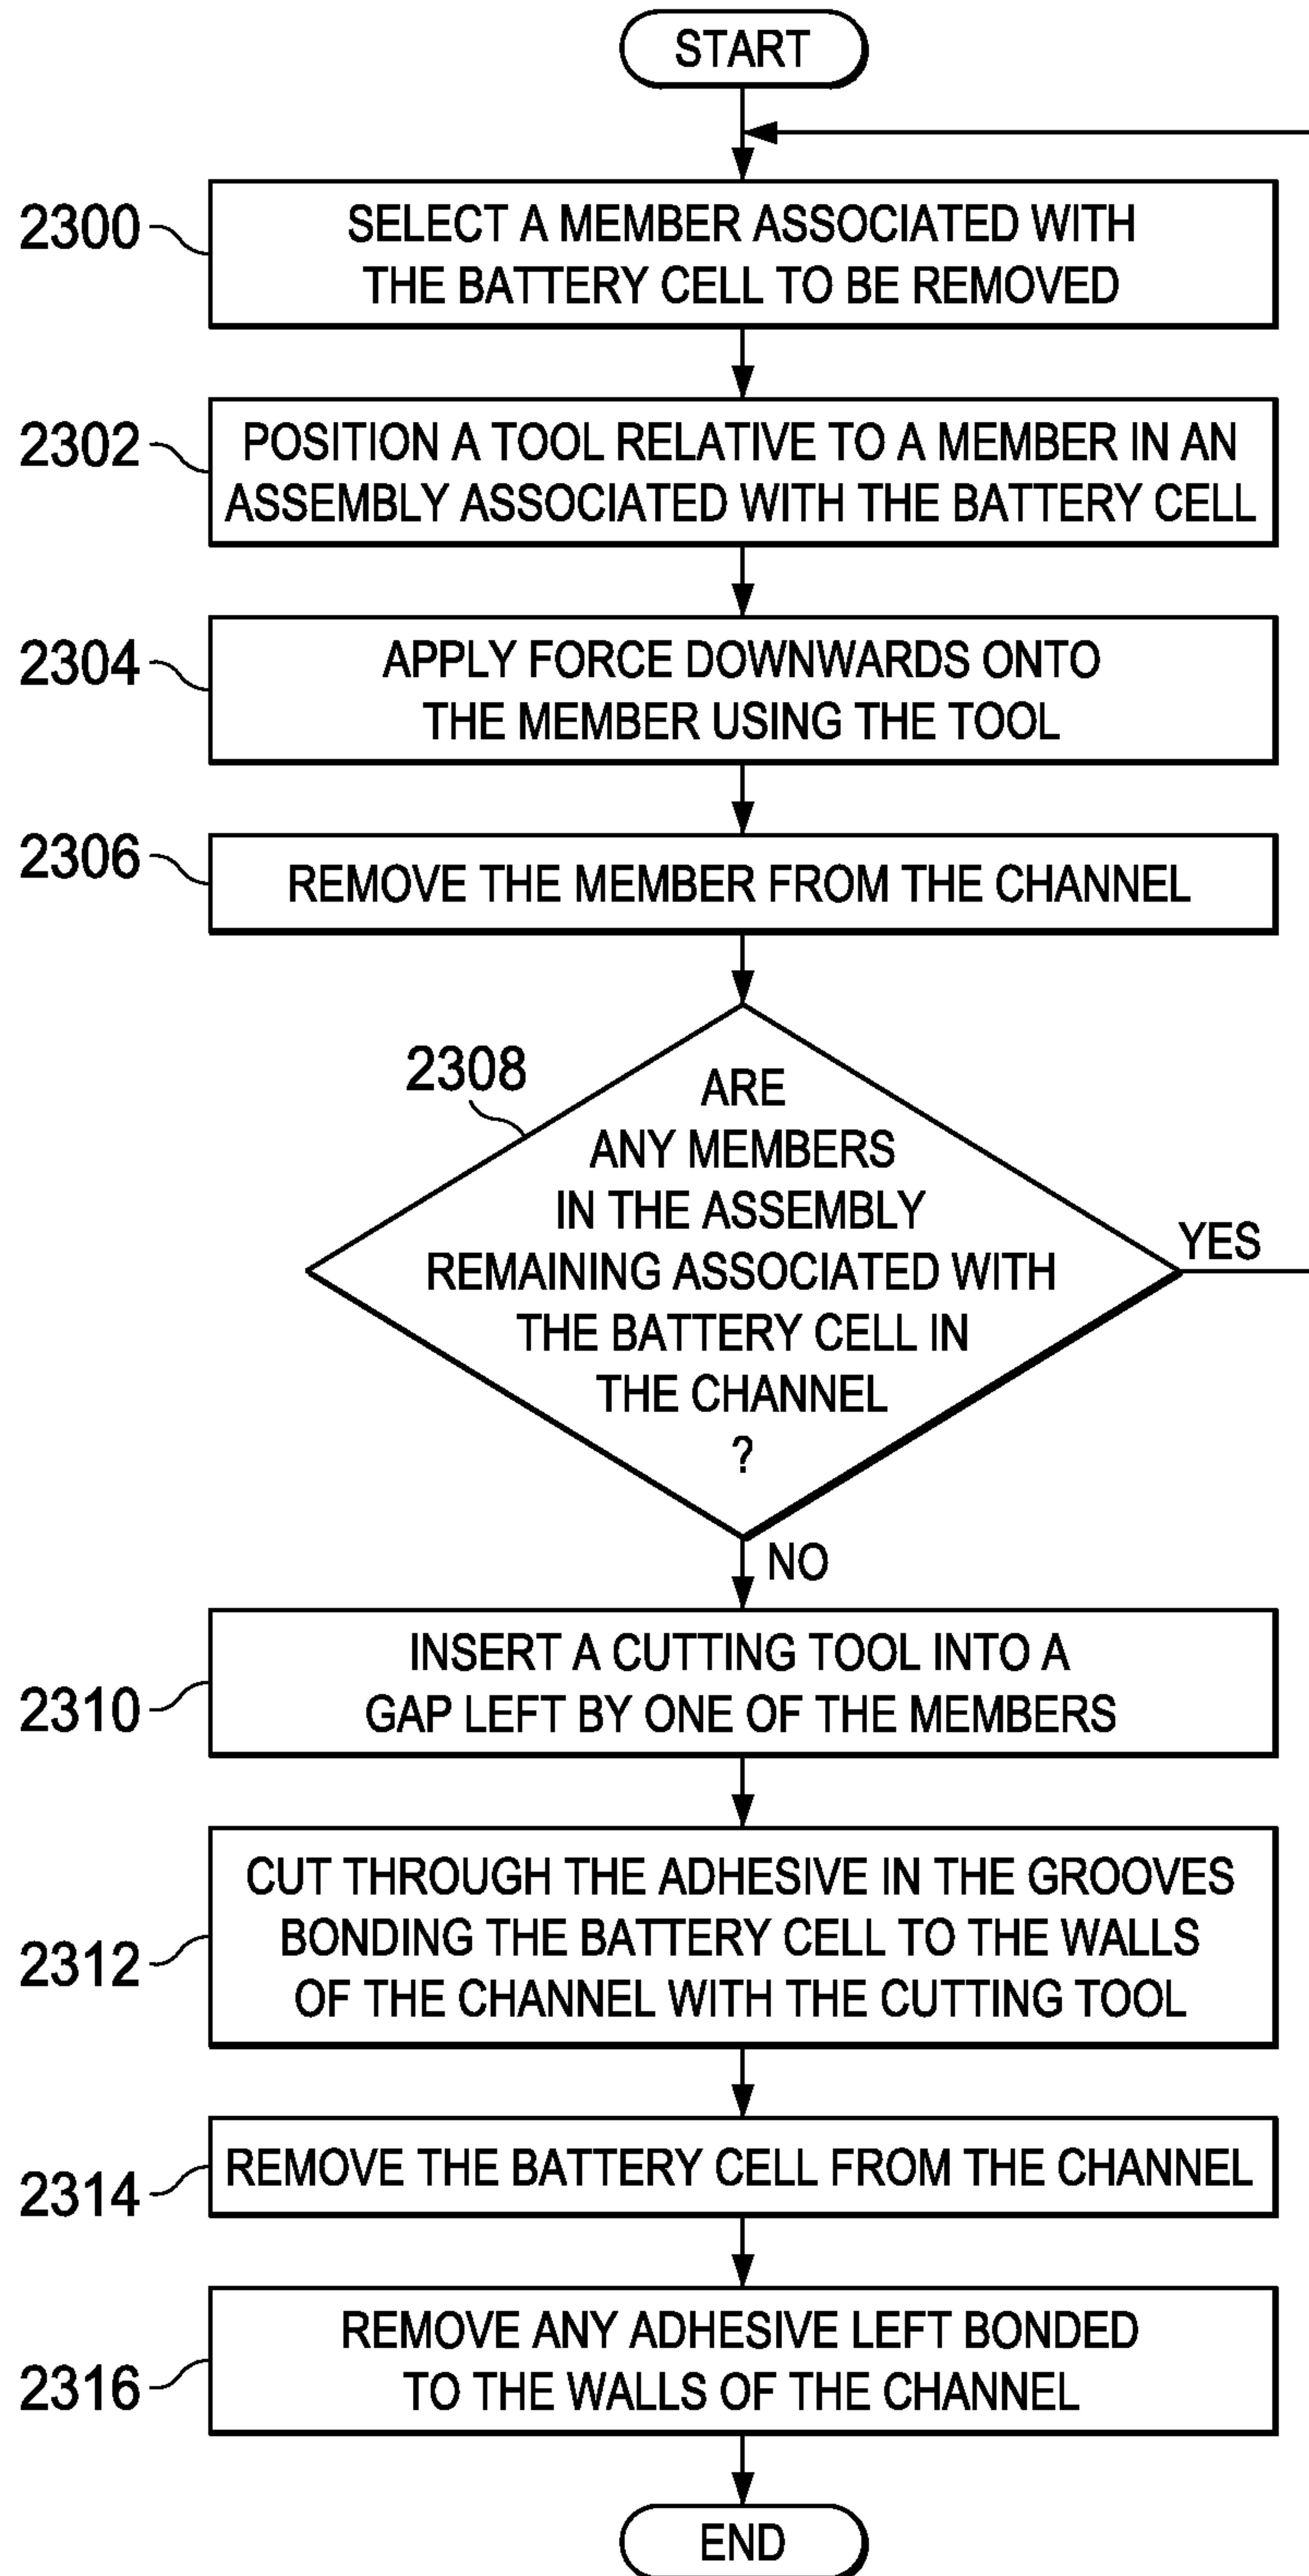 START
2300
SELECT A MEMBER ASSOCIATED WITH
THE BATTERY CELL TO BE REMOVED
2302
POSITION A TOOL RELATIVE TO A MEMBER IN AN
ASSEMBLY ASSOCIATED WITH THE BATTERY CELL
2304
APPLY FORCE DOWNWARDS ONTO
THE MEMBER USING THE TOOL
2306
REMOVE THE MEMBER FROM THE CHANNEL
2308
ARE
ANY MEMBERS
IN THE ASSEMBLY
REMAINING ASSOCIATED WITH
THE BATTERY CELL IN
THE CHANNEL
?
YES
NO
2310
INSERT A CUTTING TOOL INTO A
GAP LEFT BY ONE OF THE MEMBERS
2312
CUT THROUGH THE ADHESIVE IN THE GROOVES
BONDING THE BATTERY CELL TO THE WALLS
OF THE CHANNEL WITH THE CUTTING TOOL
2314
REMOVE THE BATTERY CELL FROM THE CHANNEL
2316
REMOVE ANY ADHESIVE LEFT BONDED
TO THE WALLS OF THE CHANNEL
END